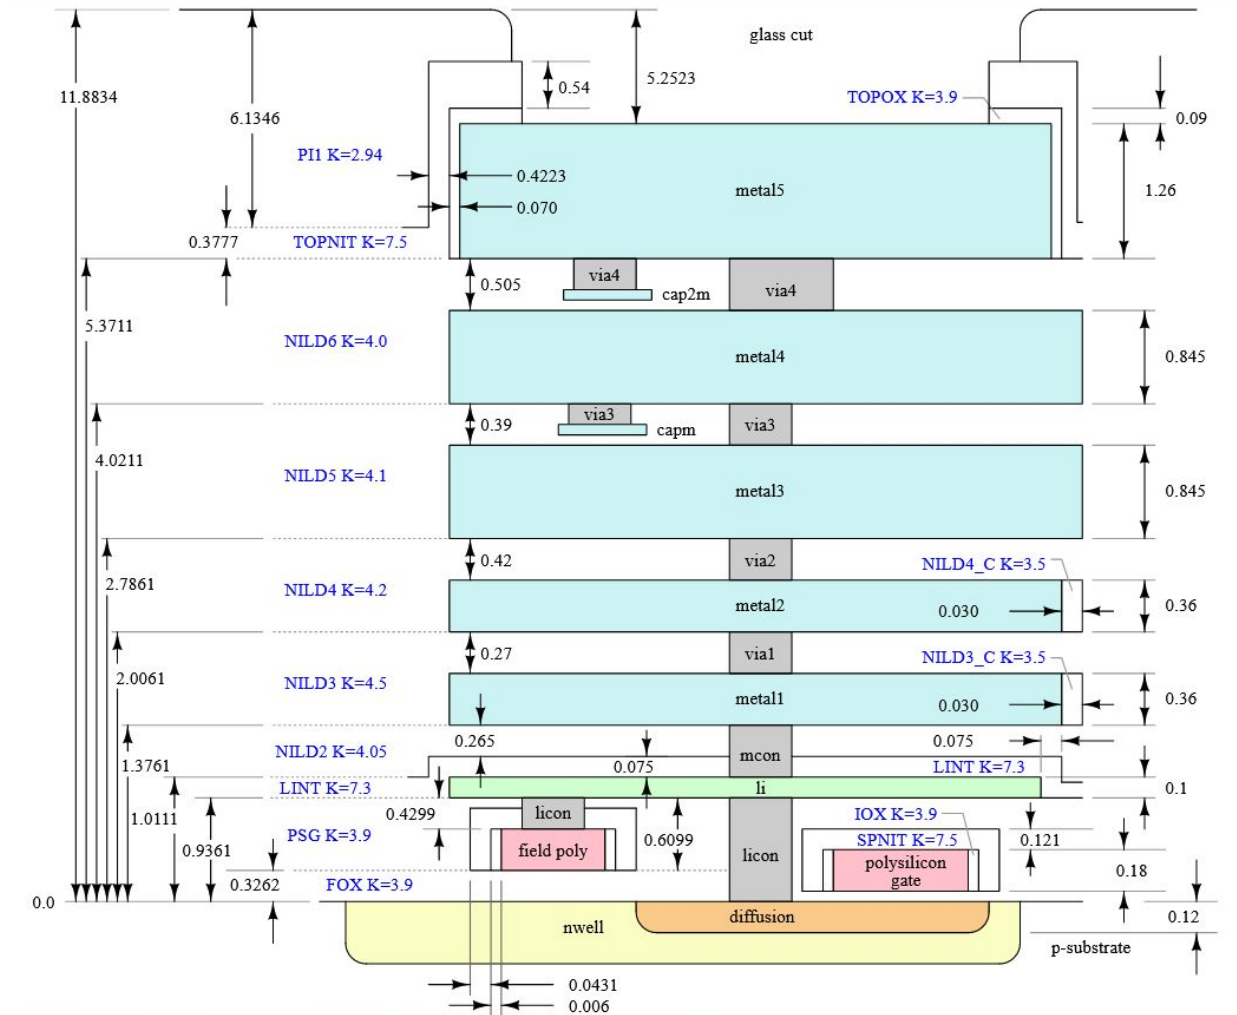 glass cut
11.8834
0.54
5.2523
TOPOX K=3.9
0.09
6.1346
PI1 K=2.94
0.4223
metal5
1.26
0.070
0.3777
TOPNIT K=7.5
0.505
via4
via4
cap2m
5.3711
NILD6 K=4.0
metal4
0.845
0.39
via3
via3
capm
4.0211
NILD5 K=4.1
metal3
0.845
0.42
via2
NILD4_C K=3.5
2.7861
NILD4 K=4.2
metal2
0.030
0.36
0.27
via1
NILD3_C K=3.5
2.0061
NILD3 K=4.5
metal1
0.030
0.36
0.265
0.075
NILD2 K=4.05
mcon
1.3761
0.075
LINT K=7.3
LINT K=7.3
li
0.1
0.4299
licon
IOX K=3.9
1.0111
PSG K=3.9
0.6099
SPNIT K=7.5
0.121
0.9361
field poly
licon
polysilicon
gate
0.18
0.3262
FOX K=3.9
0.0
diffusion
0.12
nwell
p-substrate
0.0431
0.006